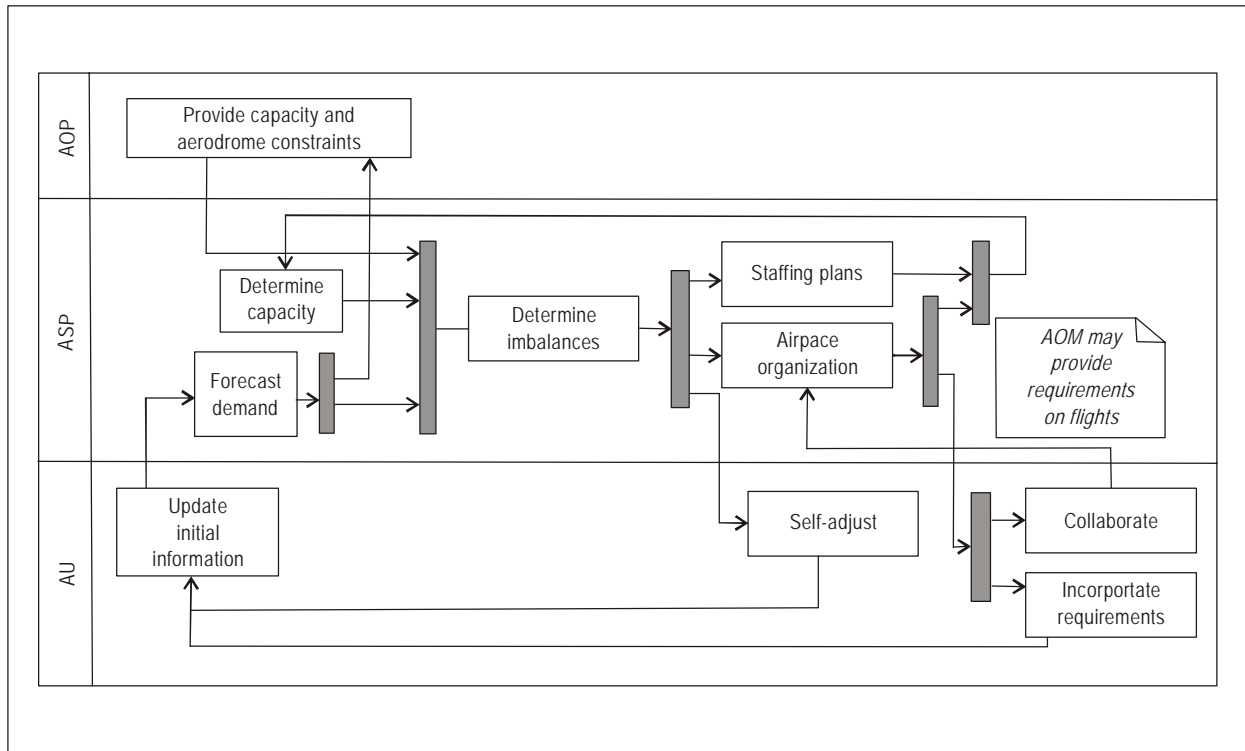 AOP
Provide capacity and
aerodrome constraints
ASP
Determine
capacity
Forecast
demand
Determine
imbalances
Staffing plans
Airpace
organization
AOM may
provide
requirements
on flights
AU
Update
initial
information
Self-adjust
Collaborate
Incorportate
requirements